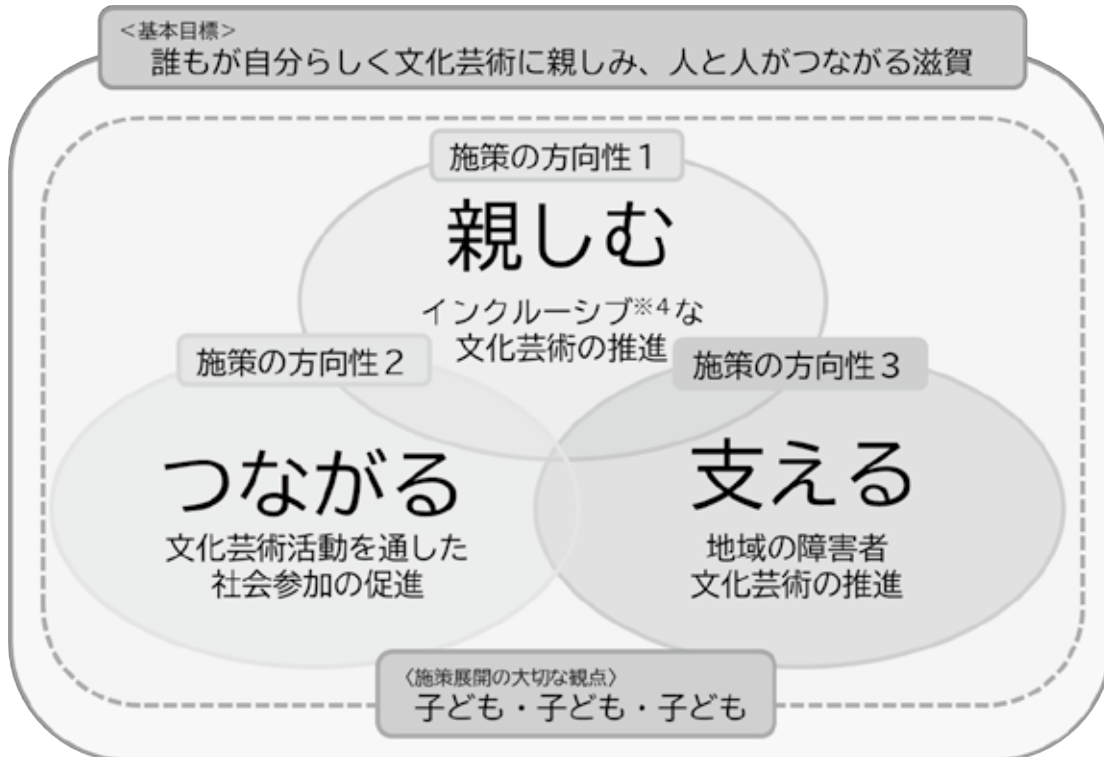 ＜基本目標＞
誰もが自分らしく文化芸術に親しみ、人と人がつながる滋賀
施策の方向性１
親しむ
インクルーシブ※４な
文化芸術の推進
施策の方向性２
つながる
文化芸術活動を通した
社会参加の促進
施策の方向性３
支える
地域の障害者
文化芸術の推進
〈施策展開の大切な観点〉
子ども・子ども・子ども